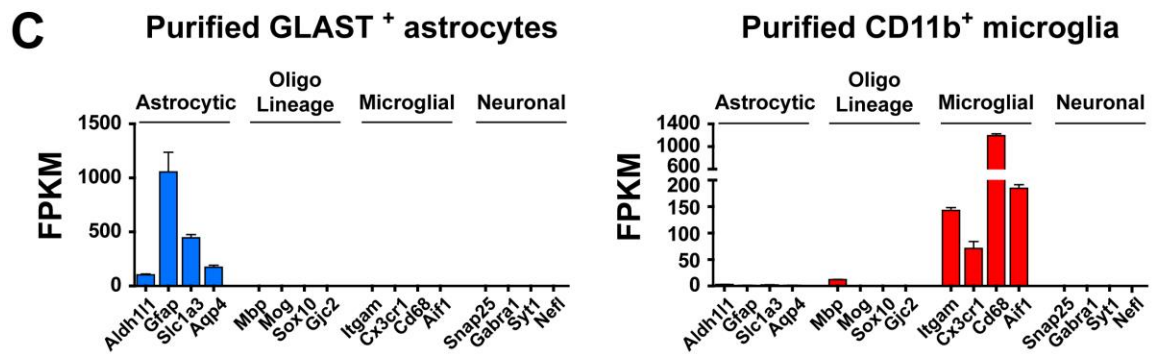 C
Purified GLAST + astrocytes
Astrocytic
Oligo
Lineage
Microglial
Neuronal
FPKM
1500
1000
500
0
Aldh1l1
Gfap
Slc1a3
Aqp4
Mbp
Mog
Sox10
Gjc2
Itgam
Cx3cr1
Cd68
Aif1
Snap25
Gabra1
Syt1
Nefl
Purified CD11b+ microglia
Astrocytic
Oligo
Lineage
Microglial
Neuronal
FPKM
1400
1000
600
200
150
100
50
0
Aldh1l1
Gfap
Slc1a3
Aqp4
Mbp
Mog
Sox10
Gjc2
Itgam
Cx3cr1
Cd68
Aif1
Snap25
Gabra1
Syt1
Nefl